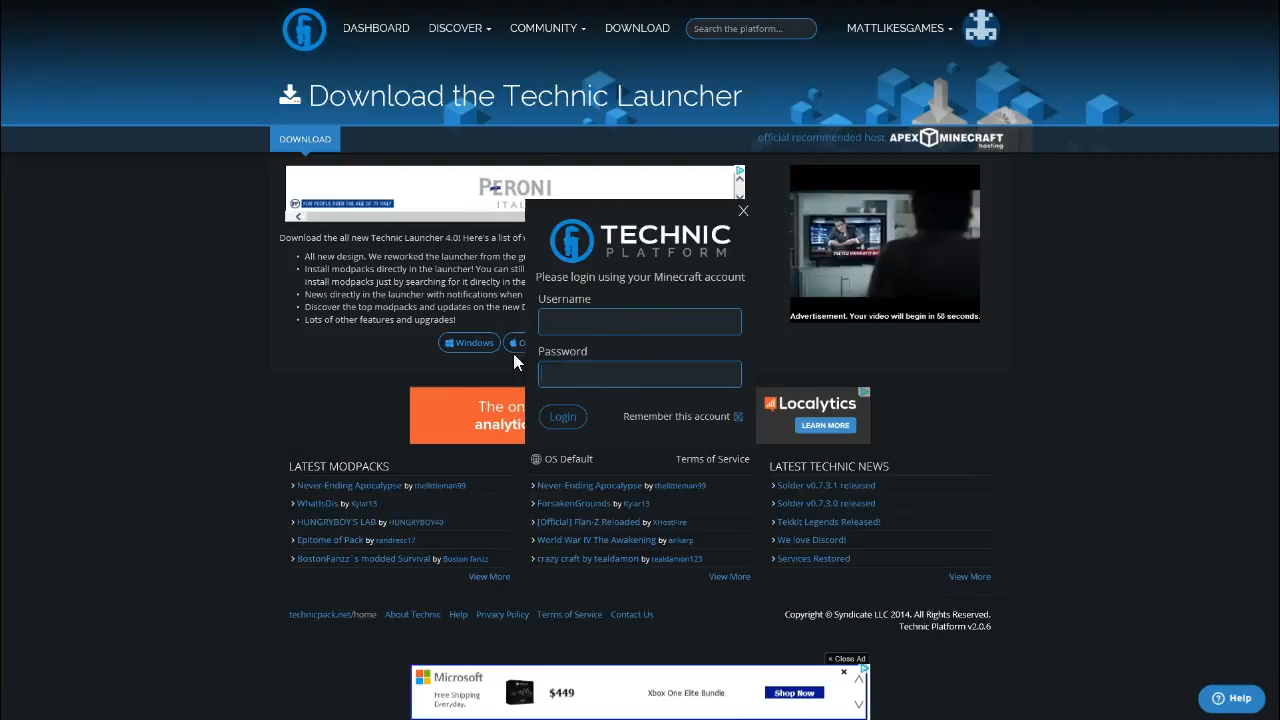 DASHBOARD DISCOVER COMMUNITY DOWNLOAD Search the platform... MATTLIKESGAMES
Download the Technic Launcher
DOWNLOAD
official recommended host APEX MINECRAFT hosting
PERONI
ITAL
FOR PEOPLE OVER THE AGE OF 21 ONLY
Download the all new Technic Launcher 4.0! Here's a list of
All new design. We reworked the launcher from the gr
Install modpacks directly in the launcher! You can still
install modpacks just by searching for it direclty in the
News directly in the launcher with notifications when
Discover the top modpacks and updates on the new D
Lots of other features and upgrades!
Windows
O
TECHNIC
PLATFORM
Please login using your Minecraft account
Username
Password
Login
Remember this account
OS Default
Terms of Service
Advertisement. Your video will begin in 58 seconds.
The on
analytic
Localytics
LEARN MORE
LATEST MODPACKS
Never-Ending Apocalypse by thelittleman99
WhatIsDis by Kylar13
HUNGRYBOY'S LAB by HUNGRYBOY40
Epitome of Pack by randresc17
BostonFanzz`s modded Survival by Boston fanzz
View More
Never-Ending Apocalypse by thelittleman99
ForsakenGrounds by Kylar13
[Official] Flan-Z Reloaded by XHostFire
World War IV The Awakening by arikarp
crazy craft by tealdamon by tealdamon123
View More
LATEST TECHNIC NEWS
Solder v0.7.3.1 released
Solder v0.7.3.0 released
Tekkit Legends Released!
We love Discord!
Services Restored
View More
technicpack.net/home About Technic Help Privacy Policy Terms of Service Contact Us
Copyright © Syndicate LLC 2014. All Rights Reserved.
Technic Platform v2.0.6
× Close Ad
Microsoft
Free Shipping
Everyday.
$449
Xbox One Elite Bundle
Shop Now
Help